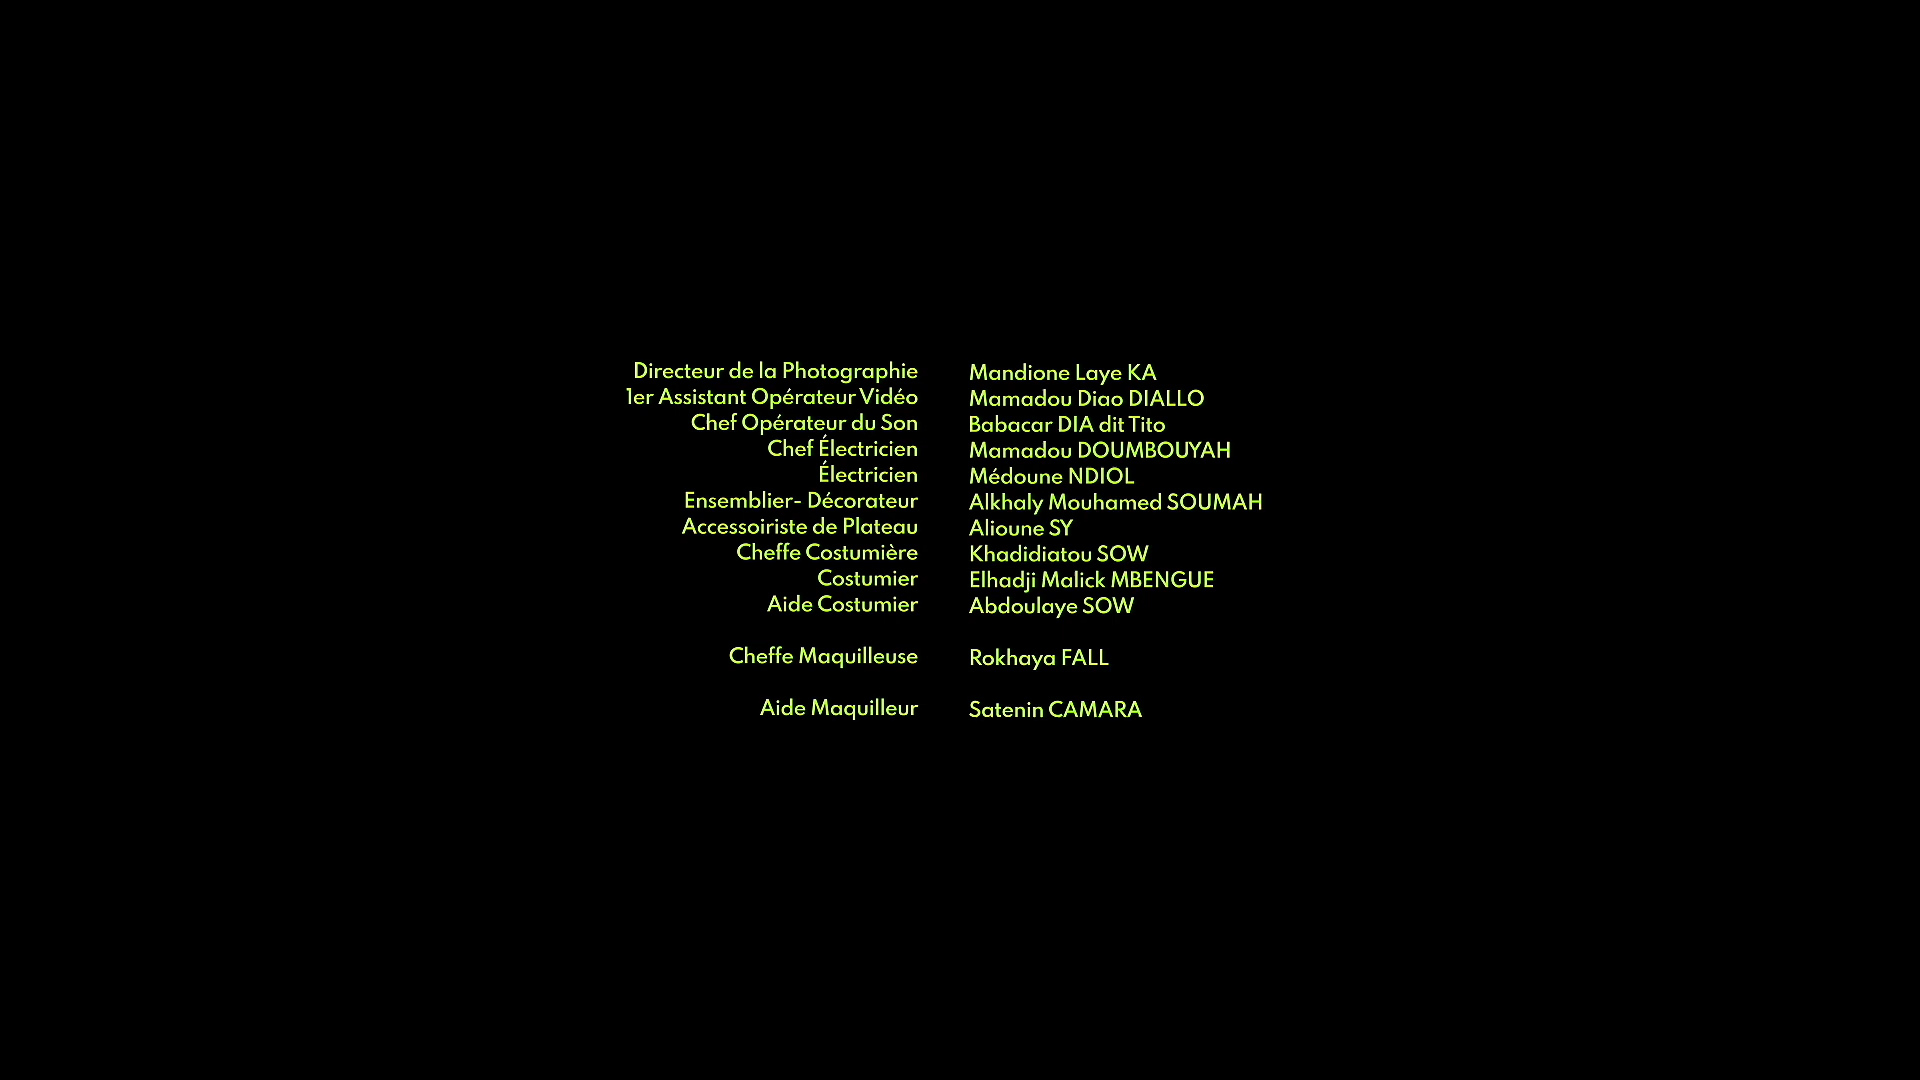 Directeur de la Photographie Mandione Laye KA
1er Assistant Opérateur Vidéo Mamadou Diao DIALLO
Chef Opérateur du Son Babacar DIA dit Tito
Chef Électricien Mamadou DOUMBOUYAH
Électricien Médoune NDIOL
Ensemblier- Décorateur Alkhaly Mouhamed SOUMAH
Accessoiriste de Plateau Alioune SY
Cheffe Costumière Khadidiatou SOW
Costumier Elhadji Malick MBENGUE
Aide Costumier Abdoulaye SOW
Cheffe Maquilleuse Rokhaya FALL
Aide Maquilleur Satenin CAMARA